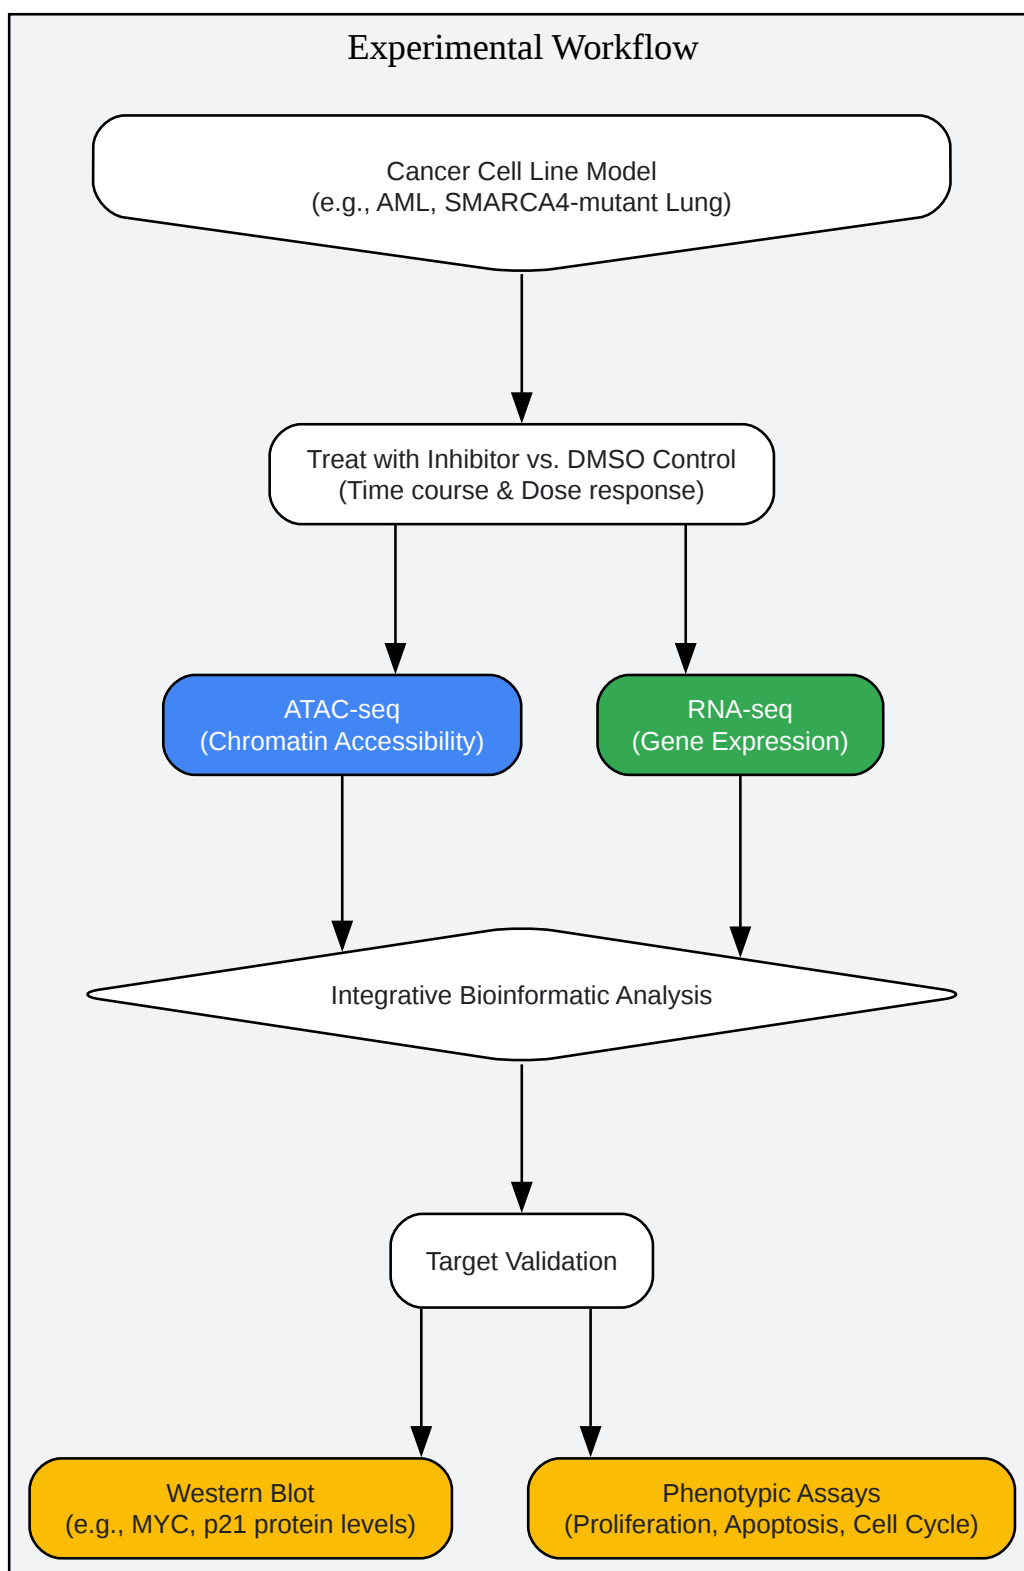 Experimental Workflow
Cancer Cell Line Model
(e.g., AML, SMARCA4-mutant Lung)
Treat with Inhibitor vs. DMSO Control
(Time course & Dose response)
ATAC-seq
(Chromatin Accessibility)
RNA-seq
(Gene Expression)
Integrative Bioinformatic Analysis
Target Validation
Western Blot
(e.g., MYC, p21 protein levels)
Phenotypic Assays
(Proliferation, Apoptosis, Cell Cycle)